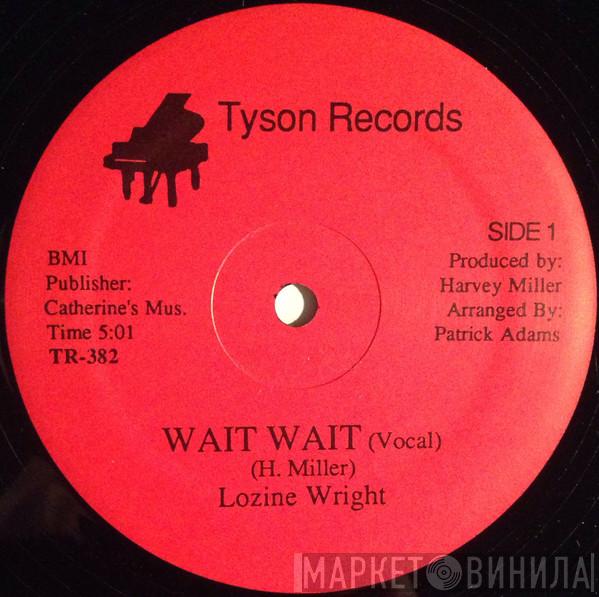 Tyson Records
BMI
Publisher:
Catherine's Mus.
Time 5:01
TR-382
SIDE 1
Produced by:
Harvey Miller
Arranged By:
Patrick Adams
WAIT WAIT (Vocal)
(H. Miller)
Lozine Wright
МАРКЕТ ВИНИЛА